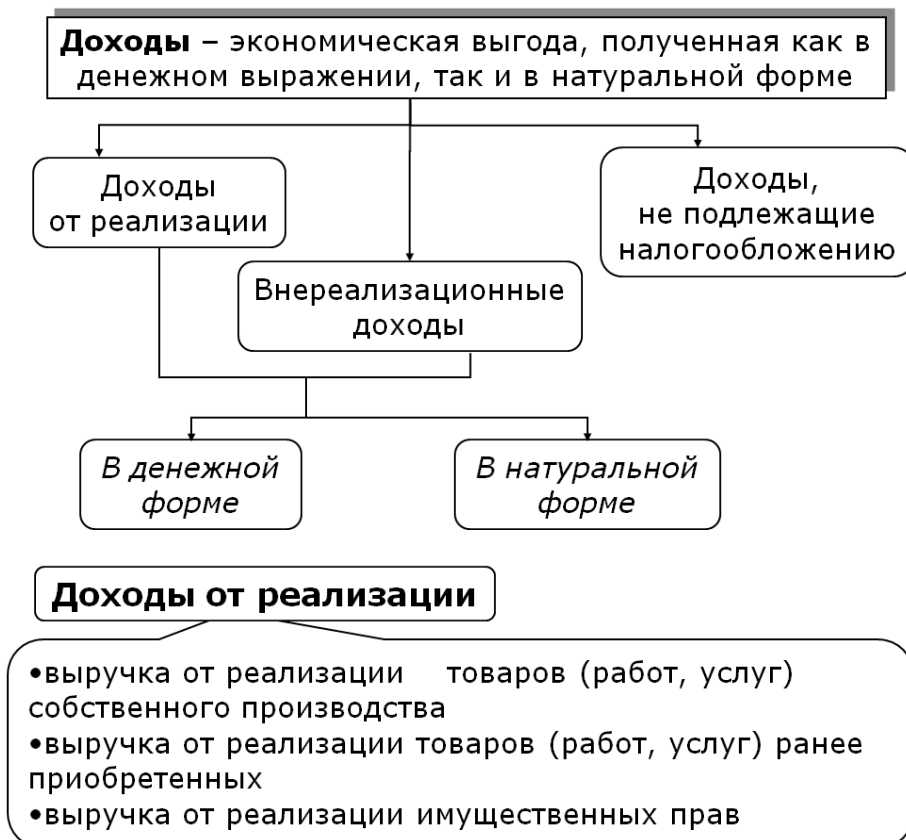 Доходы – экономическая выгода, полученная как в
денежном выражении, так и в натуральной форме
Доходы
от реализации
Доходы,
не подлежащие
налогообложению
Внереализационные
доходы
В денежной
форме
В натуральной
форме
Доходы от реализации
•выручка от реализации товаров (работ, услуг)
собственного производства
•выручка от реализации товаров (работ, услуг) ранее
приобретенных
•выручка от реализации имущественных прав